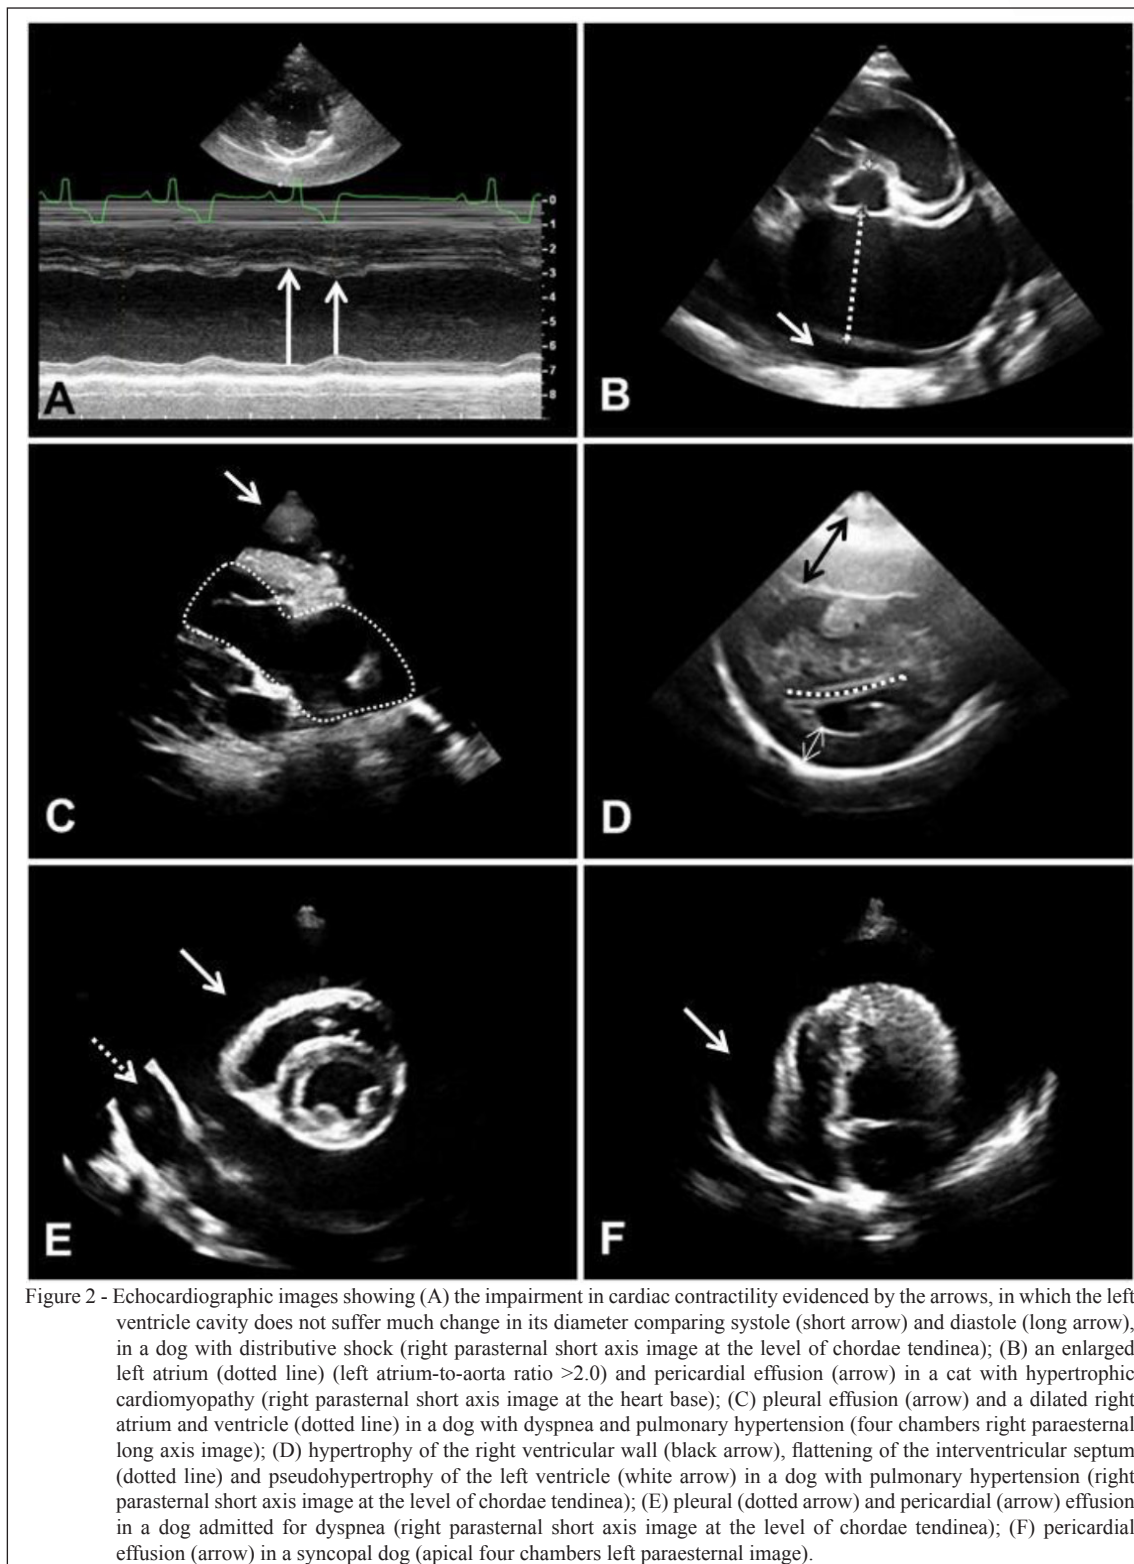 0
1
2
3
4
5
6
7
8
A
B
C
D
E
F
Figure 2 - Echocardiographic images showing (A) the impairment in cardiac contractility evidenced by the arrows, in which the left
ventricle cavity does not suffer much change in its diameter comparing systole (short arrow) and diastole (long arrow),
in a dog with distributive shock (right parasternal short axis image at the level of chordae tendinea); (B) an enlarged
left atrium (dotted line) (left atrium-to-aorta ratio >2.0) and pericardial effusion (arrow) in a cat with hypertrophic
cardiomyopathy (right parasternal short axis image at the heart base); (C) pleural effusion (arrow) and a dilated right
atrium and ventricle (dotted line) in a dog with dyspnea and pulmonary hypertension (four chambers right paraesternal
long axis image); (D) hypertrophy of the right ventricular wall (black arrow), flattening of the interventricular septum
(dotted line) and pseudohypertrophy of the left ventricle (white arrow) in a dog with pulmonary hypertension (right
parasternal short axis image at the level of chordae tendinea); (E) pleural (dotted arrow) and pericardial (arrow) effusion
in a dog admitted for dyspnea (right parasternal short axis image at the level of chordae tendinea); (F) pericardial
effusion (arrow) in a syncopal dog (apical four chambers left paraesternal image).